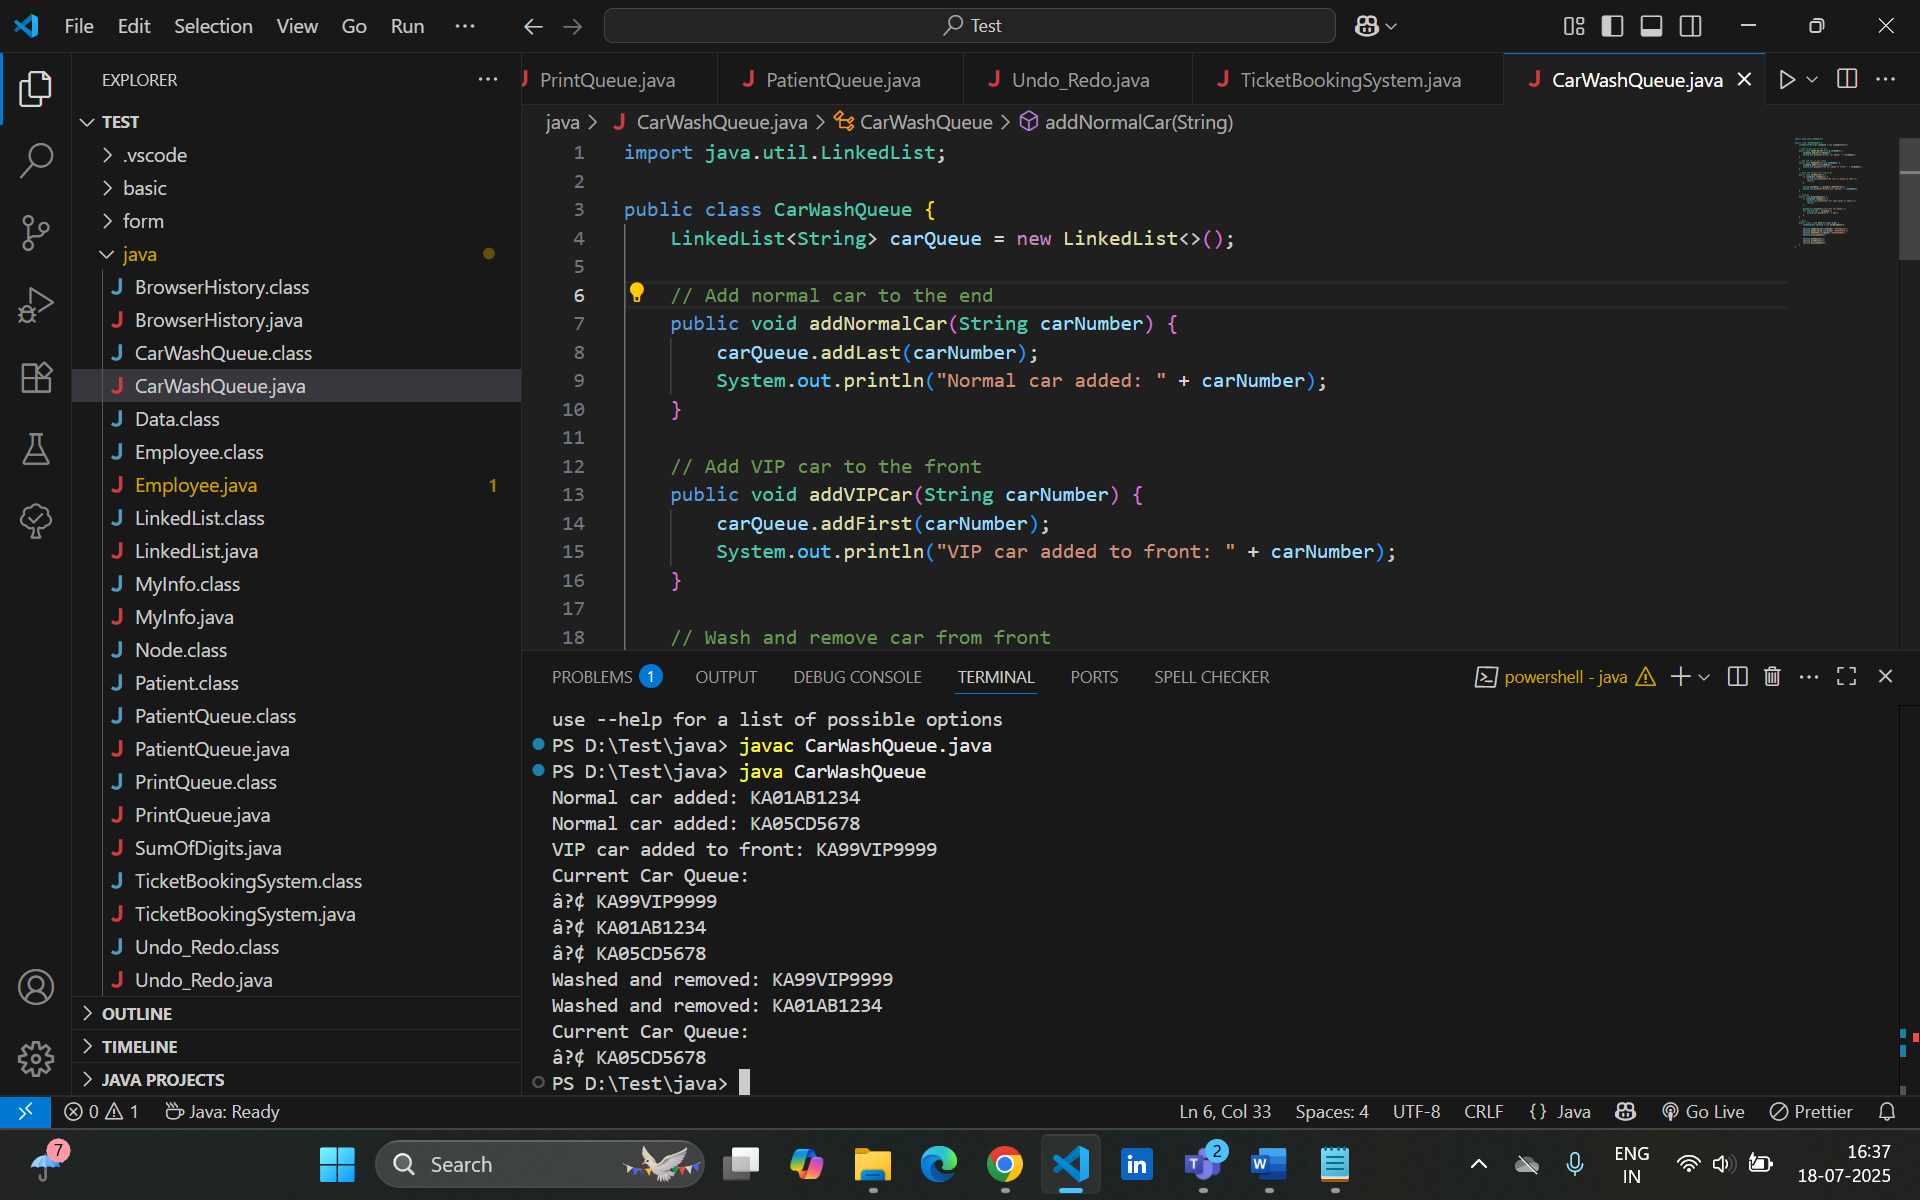 File Edit Selection View Go Run ···
Test
EXPLORER ···
TEST
.vscode
basic
form
java
BrowserHistory.class
BrowserHistory.java
CarWashQueue.class
CarWashQueue.java
Data.class
Employee.class
Employee.java 1
LinkedList.class
LinkedList.java
MyInfo.class
MyInfo.java
Node.class
Patient.class
PatientQueue.class
PatientQueue.java
PrintQueue.class
PrintQueue.java
SumOfDigits.java
TicketBookingSystem.class
TicketBookingSystem.java
Undo_Redo.class
Undo_Redo.java
OUTLINE
TIMELINE
JAVA PROJECTS
PrintQueue.java PatientQueue.java Undo_Redo.java TicketBookingSystem.java CarWashQueue.java
java > CarWashQueue.java > CarWashQueue > addNormalCar(String)
1 import java.util.LinkedList;
2
3 public class CarWashQueue {
4 LinkedList<String> carQueue = new LinkedList<>();
5
6 // Add normal car to the end
7 public void addNormalCar(String carNumber) {
8 carQueue.addLast(carNumber);
9 System.out.println("Normal car added: " + carNumber);
10 }
11
12 // Add VIP car to the front
13 public void addVIPCar(String carNumber) {
14 carQueue.addFirst(carNumber);
15 System.out.println("VIP car added to front: " + carNumber);
16 }
17
18 // Wash and remove car from front
PROBLEMS 1 OUTPUT DEBUG CONSOLE TERMINAL PORTS SPELL CHECKER
powershell - java
use --help for a list of possible options
PS D:\Test\java> javac CarWashQueue.java
PS D:\Test\java> java CarWashQueue
Normal car added: KA01AB1234
Normal car added: KA05CD5678
VIP car added to front: KA99VIP9999
Current Car Queue:
â?¢ KA99VIP9999
â?¢ KA01AB1234
â?¢ KA05CD5678
Washed and removed: KA99VIP9999
Washed and removed: KA01AB1234
Current Car Queue:
â?¢ KA05CD5678
PS D:\Test\java>
0 1 Java: Ready
Ln 6, Col 33 Spaces: 4 UTF-8 CRLF {} Java Go Live Prettier
7
Search
in
2
W
ENG
IN
16:37
18-07-2025